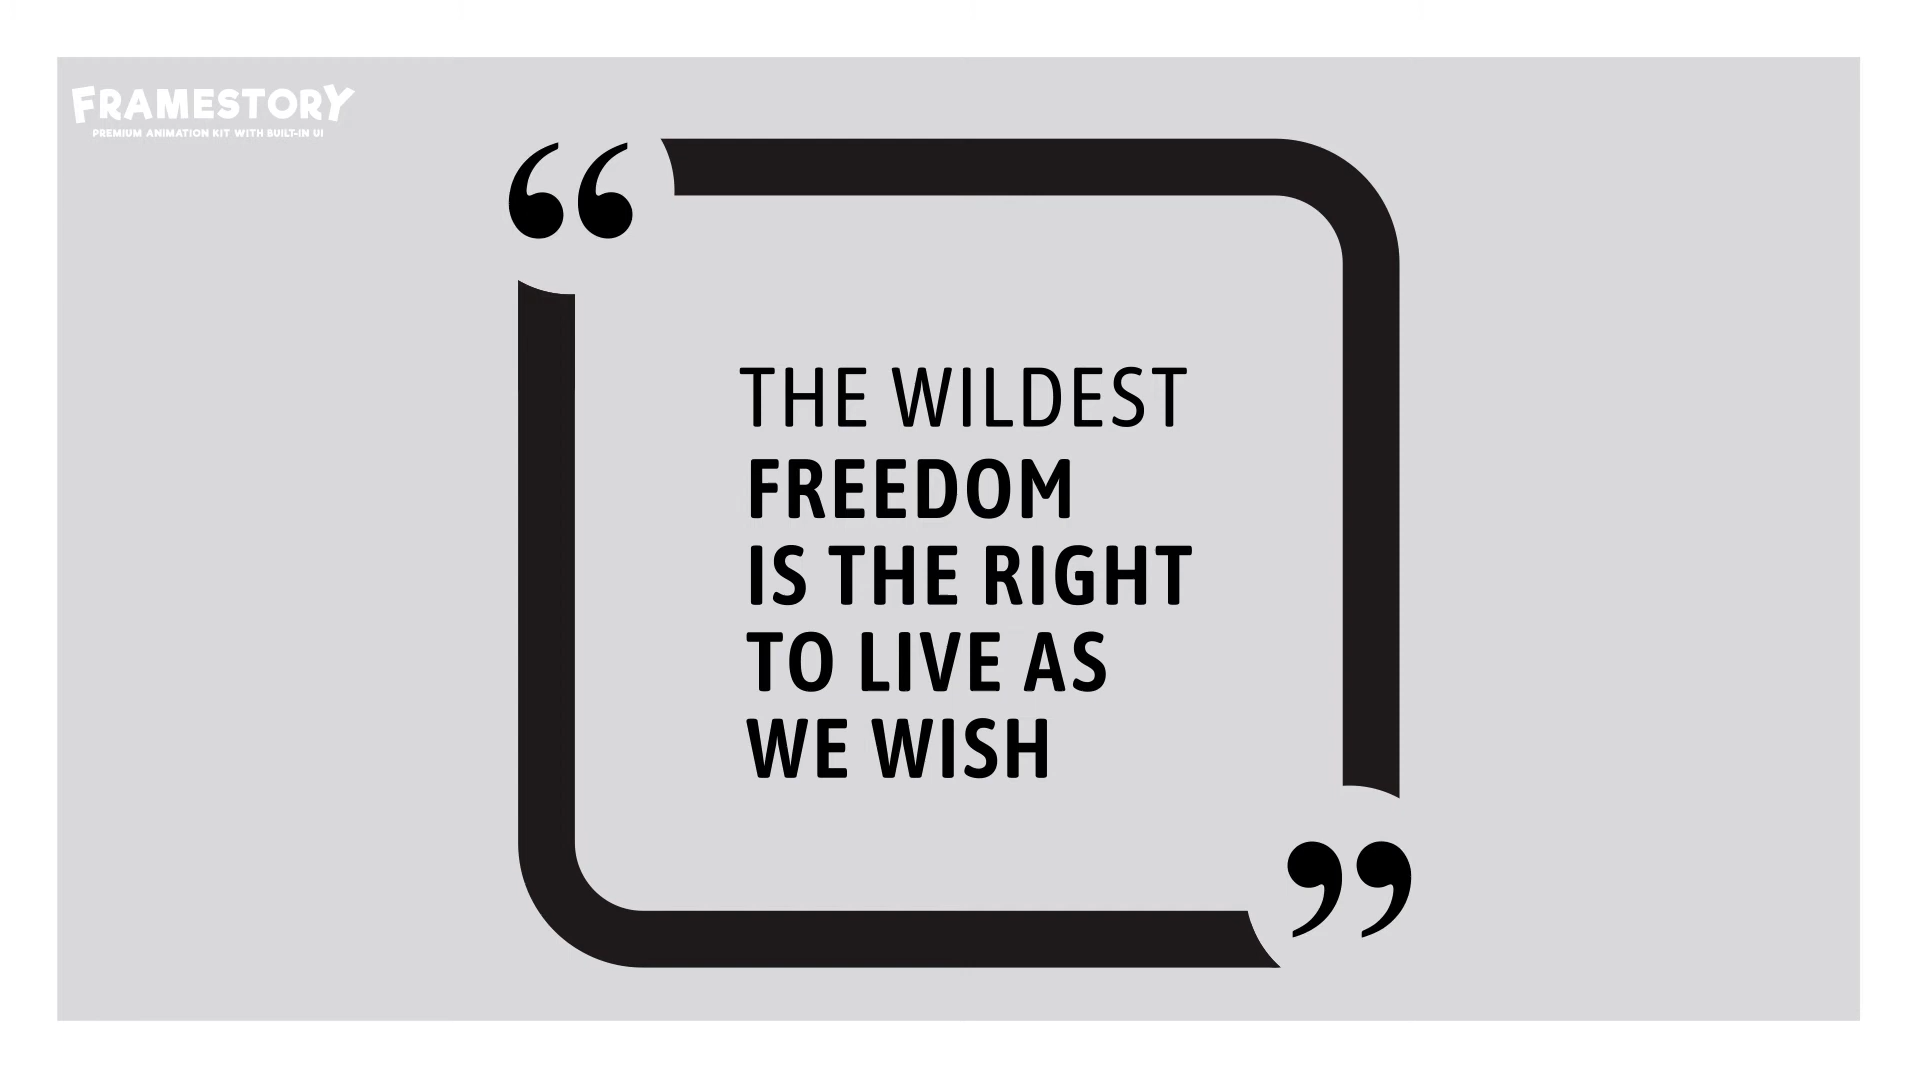 FRAMESTORY
PREMIUM ANIMATION KIT WITH BUILT-IN UI
“
THE WILDEST
FREEDOM
IS THE RIGHT
TO LIVE AS
WE WISH
”